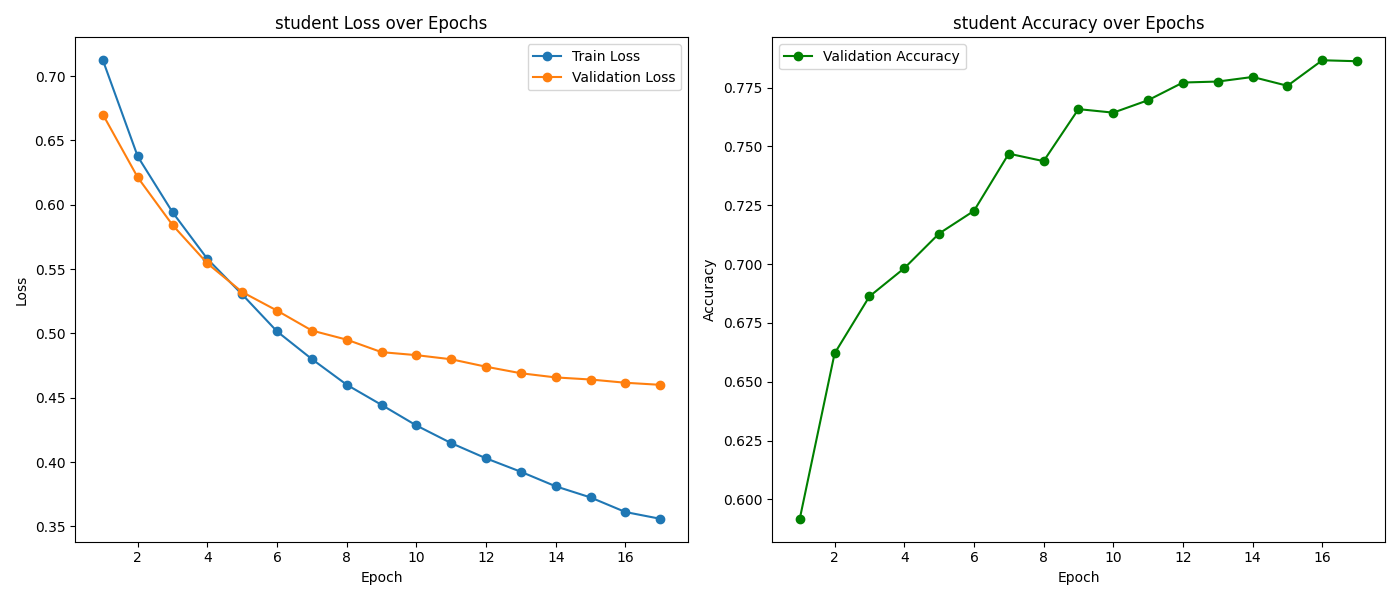 student Loss over Epochs
Train Loss
Validation Loss
0.70
0.65
0.60
0.55
0.50
0.45
0.40
0.35
Loss
2 4 6 8 10 12 14 16
Epoch
student Accuracy over Epochs
Validation Accuracy
0.775
0.750
0.725
0.700
0.675
0.650
0.625
0.600
Accuracy
2 4 6 8 10 12 14 16
Epoch